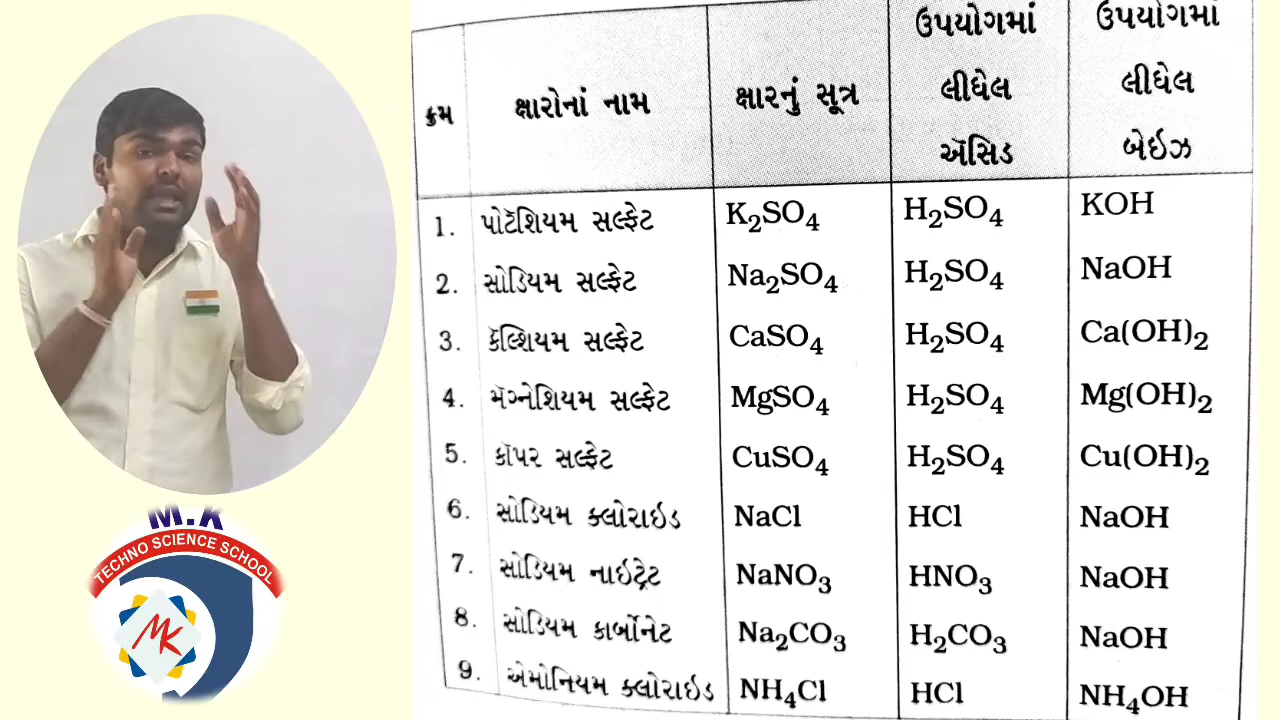 ક્રમ ક્ષારોનાં નામ ક્ષારનું સૂત્ર ઉપયોગમાં લીધેલ ઍસિડ ઉપયોગમાં લીધેલ બેઇઝ
1. પોટૅશિયમ સલ્ફેટ K₂SO₄ H₂SO₄ KOH
2. સોડિયમ સલ્ફેટ Na₂SO₄ H₂SO₄ NaOH
3. કૅલ્શિયમ સલ્ફેટ CaSO₄ H₂SO₄ Ca(OH)₂
4. મૅગ્નેશિયમ સલ્ફેટ MgSO₄ H₂SO₄ Mg(OH)₂
5. કૉપર સલ્ફેટ CuSO₄ H₂SO₄ Cu(OH)₂
6. સોડિયમ ક્લોરાઇડ NaCl HCl NaOH
7. સોડિયમ નાઇટ્રેટ NaNO₃ HNO₃ NaOH
8. સોડિયમ કાર્બોનેટ Na₂CO₃ H₂CO₃ NaOH
9. એમોનિયમ ક્લોરાઇડ NH₄Cl HCl NH₄OH
M.K
TECHNO SCIENCE SCHOOL
MK